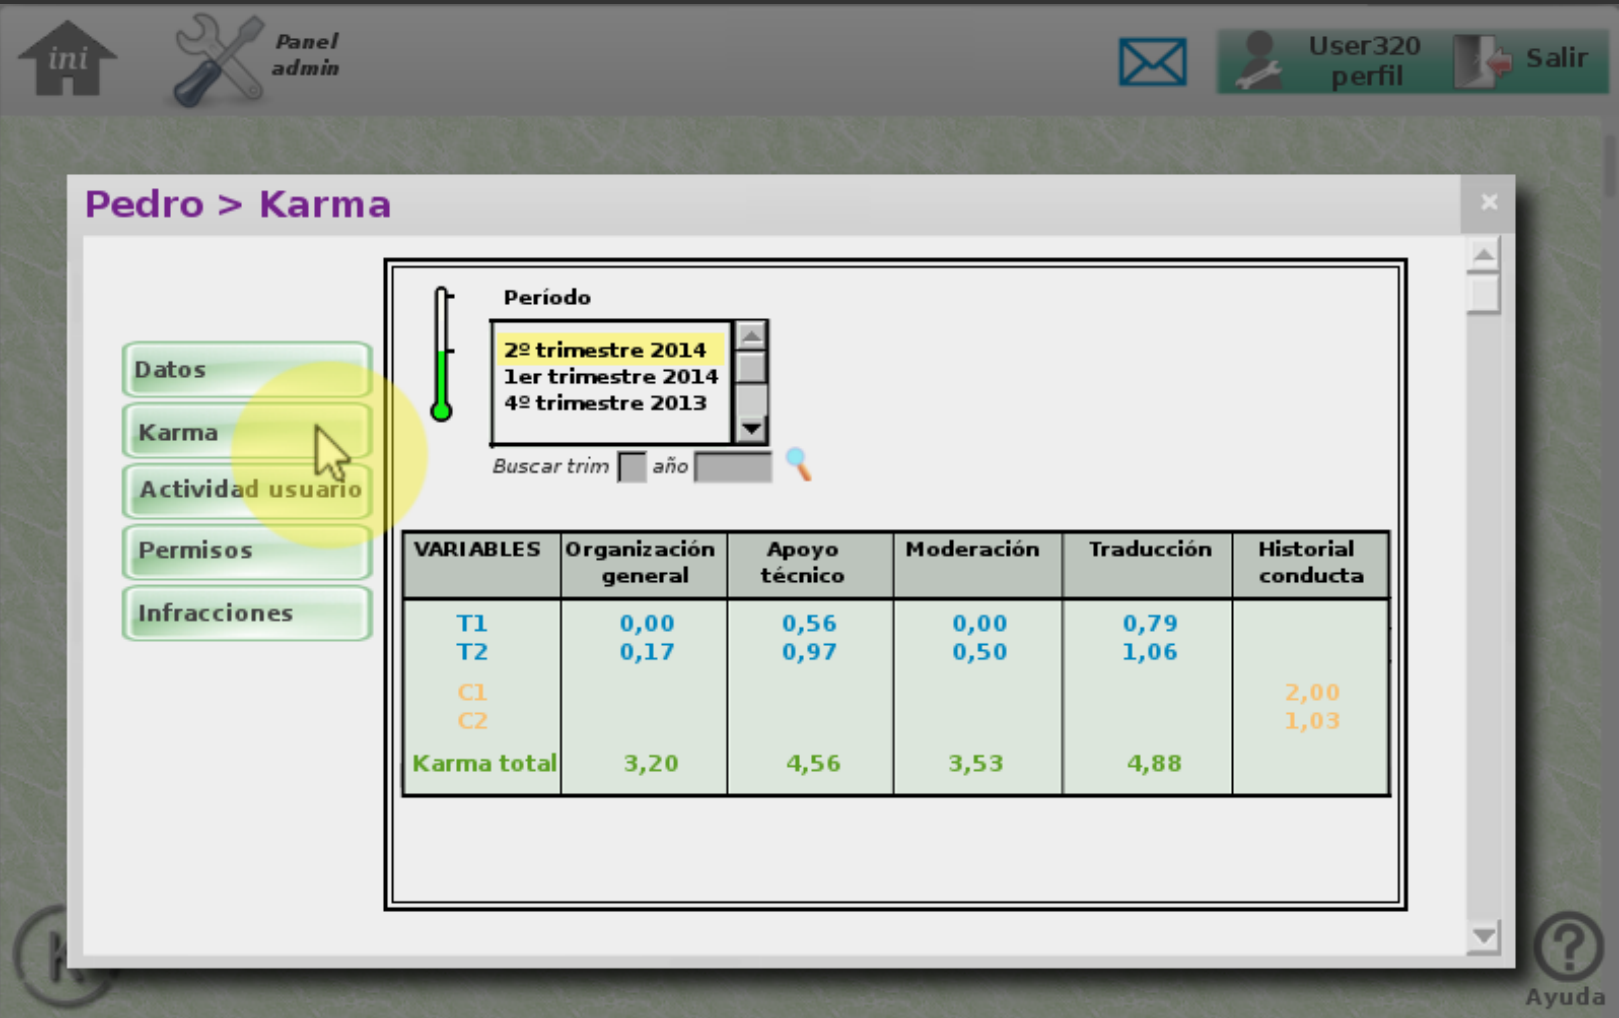 ini
Panel
admin
User320
perfil
Salir
Pedro > Karma
×
Datos
Karma
Actividad usuario
Permisos
Infracciones
Período
2º trimestre 2014
1er trimestre 2014
4º trimestre 2013
Buscar trim año
VARIABLES Organización general Apoyo técnico Moderación Traducción Historial conducta
T1 0,00 0,56 0,00 0,79
T2 0,17 0,97 0,50 1,06
C1 2,00
C2 1,03
Karma total 3,20 4,56 3,53 4,88
?
Ayuda